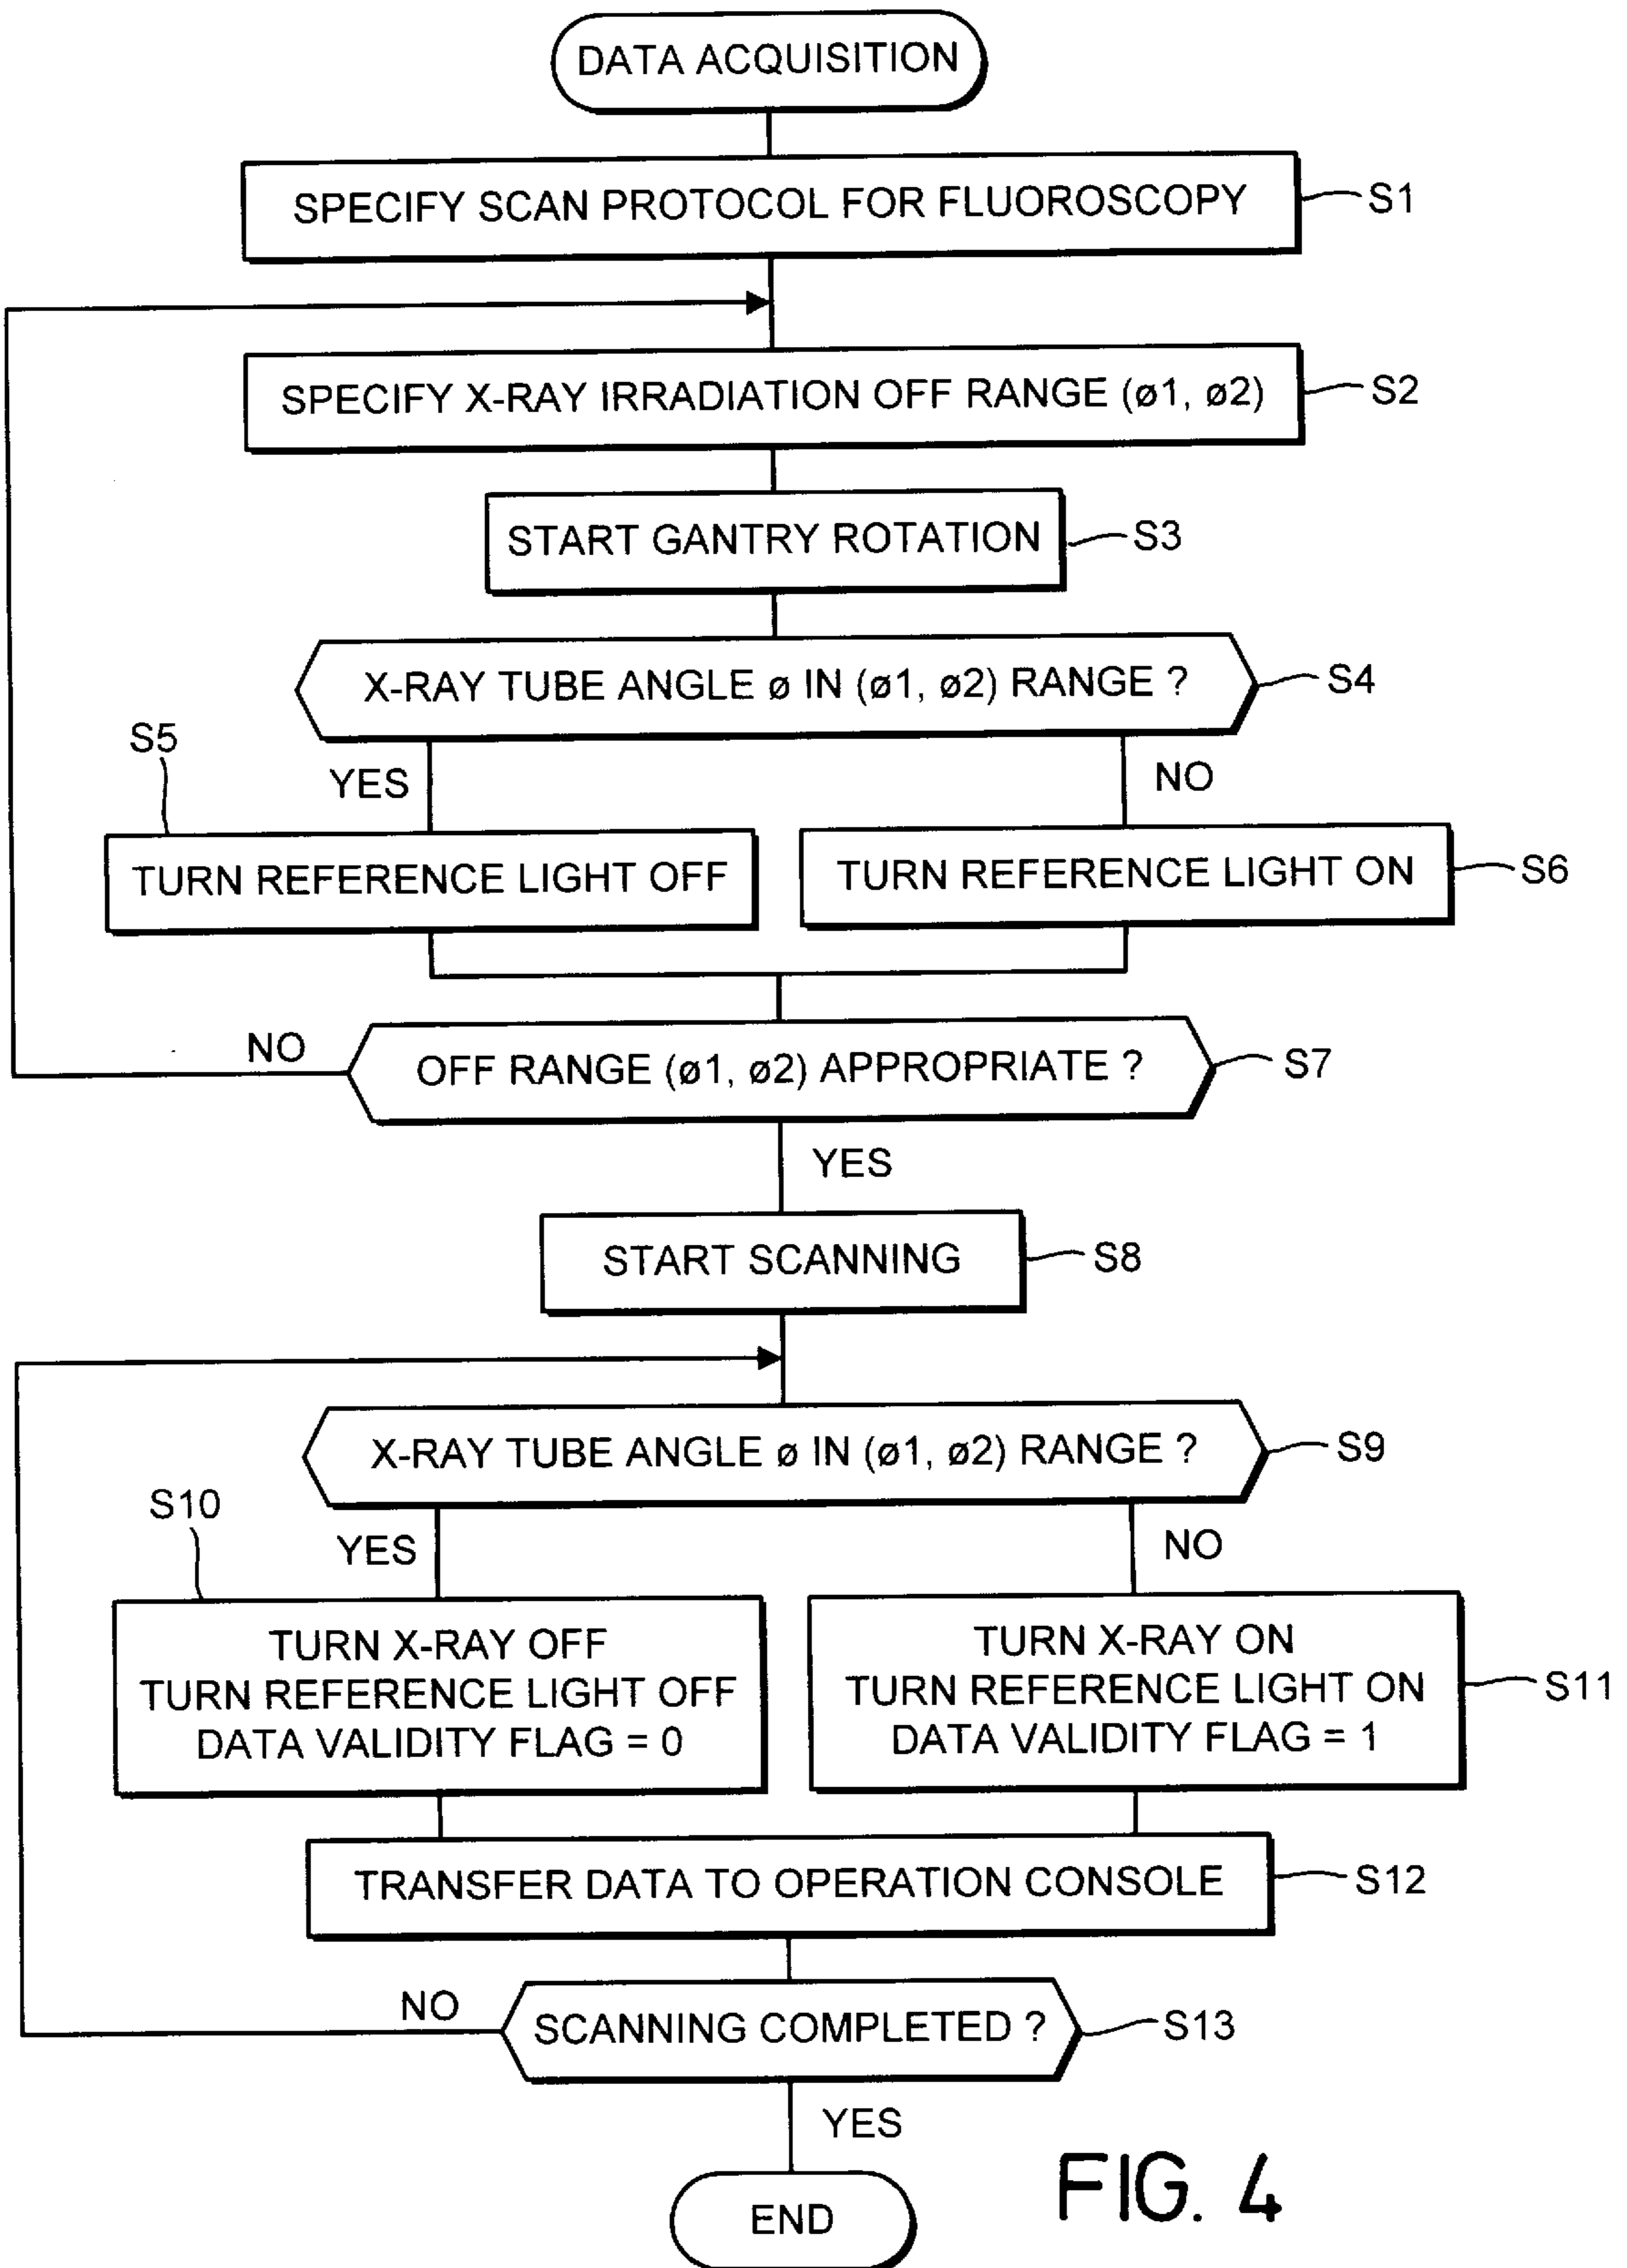 DATA ACQUISITION
SPECIFY SCAN PROTOCOL FOR FLUOROSCOPY
S1
SPECIFY X-RAY IRRADIATION OFF RANGE (ø1, ø2)
S2
START GANTRY ROTATION
S3
X-RAY TUBE ANGLE ø IN (ø1, ø2) RANGE ?
S4
S5
YES
NO
TURN REFERENCE LIGHT OFF
TURN REFERENCE LIGHT ON
S6
NO
OFF RANGE (ø1, ø2) APPROPRIATE ?
S7
YES
START SCANNING
S8
X-RAY TUBE ANGLE ø IN (ø1, ø2) RANGE ?
S9
S10
YES
NO
TURN X-RAY OFF
TURN REFERENCE LIGHT OFF
DATA VALIDITY FLAG = 0
TURN X-RAY ON
TURN REFERENCE LIGHT ON
DATA VALIDITY FLAG = 1
S11
TRANSFER DATA TO OPERATION CONSOLE
S12
NO
SCANNING COMPLETED ?
S13
YES
END
FIG. 4